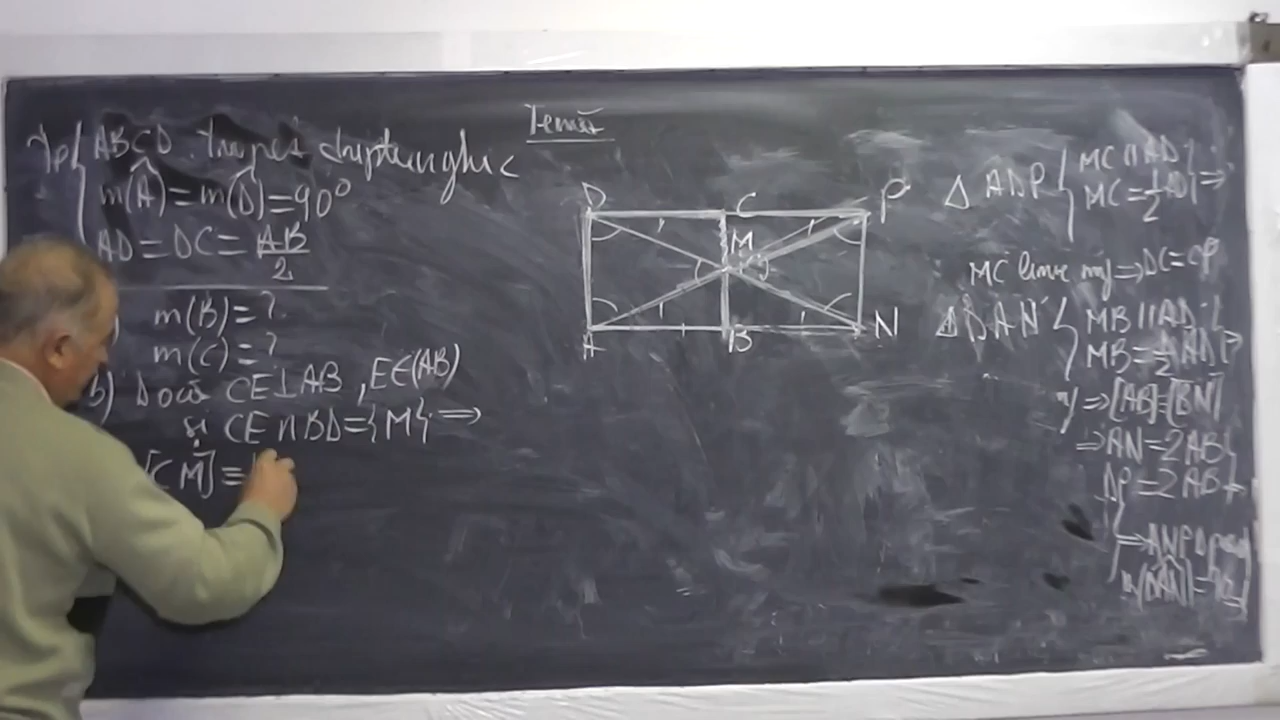 Temă
Ip ABCD trapez dreptunghic
m(Â)=m(D̂)=90°
AD=DC=AB/2
m(B)=?
m(C)=?
b) Dacă CE⊥AB, E∈(AB)
și CE∩BD={M} ⇒
[CM]=
D C P
M
A B N
Δ ADP { MC∥AD
MC=1/2 AD } ⇒
MC linie mij ⇒ DC=CP
Δ DAN { MB∥AD
MB=1/2 AD
⇒ [AB]≡[BN]
⇒ AN=2AB
DP=2AB
⇒ ANPD
m(DAN)=